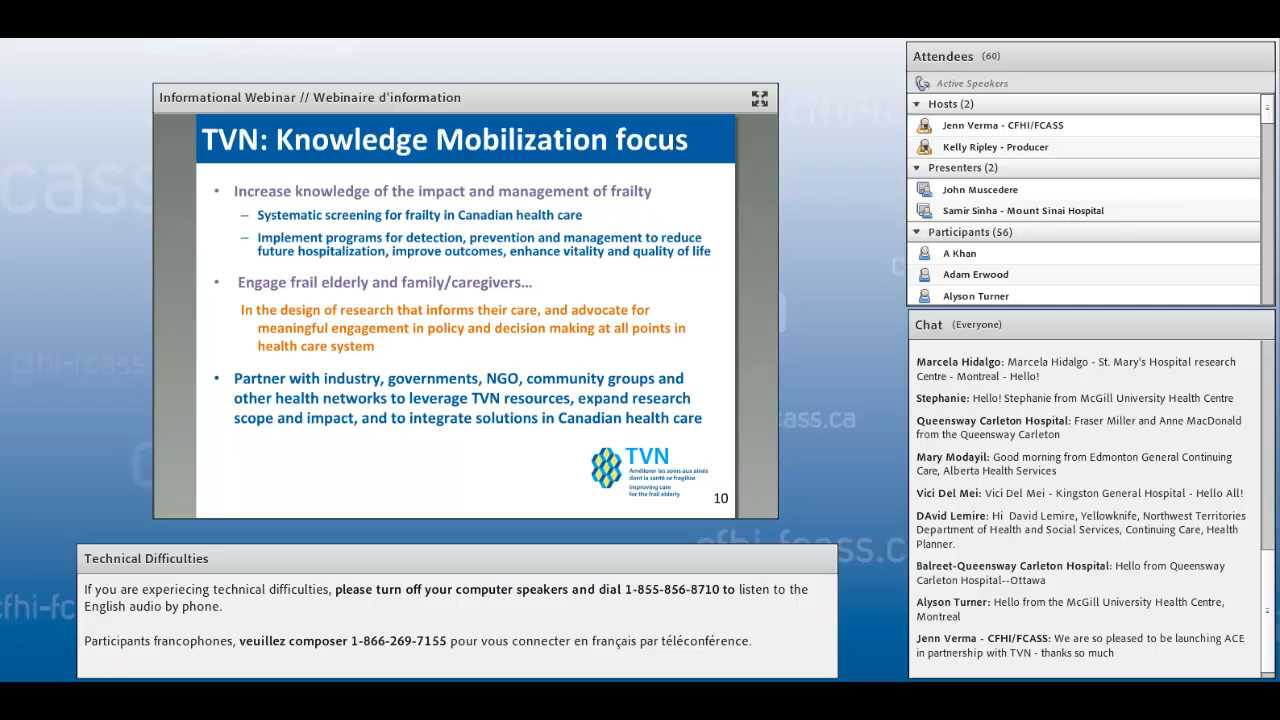 Informational Webinar // Webinaire d'information
TVN: Knowledge Mobilization focus
• Increase knowledge of the impact and management of frailty
– Systematic screening for frailty in Canadian health care
– Implement programs for detection, prevention and management to reduce
future hospitalization, improve outcomes, enhance vitality and quality of life
• Engage frail elderly and family/caregivers...
In the design of research that informs their care, and advocate for
meaningful engagement in policy and decision making at all points in
health care system
• Partner with industry, governments, NGO, community groups and
other health networks to leverage TVN resources, expand research
scope and impact, and to integrate solutions in Canadian health care
TVN
Améliorer les soins aux aînés
dont la santé se fragilise
Improving care
for the frail elderly
10
Technical Difficulties
If you are experiecing technical difficulties, please turn off your computer speakers and dial 1-855-856-8710 to listen to the
English audio by phone.
Participants francophones, veuillez composer 1-866-269-7155 pour vous connecter en français par téléconférence.
Attendees (60)
Active Speakers
Hosts (2)
Jenn Verma - CFHI/FCASS
Kelly Ripley - Producer
Presenters (2)
John Muscedere
Samir Sinha - Mount Sinai Hospital
Participants (56)
A Khan
Adam Erwood
Alyson Turner
Chat (Everyone)
Marcela Hidalgo: Marcela Hidalgo - St. Mary's Hospital research
Centre - Montreal - Hello!
Stephanie: Hello! Stephanie from McGill University Health Centre
Queensway Carleton Hospital: Fraser Miller and Anne MacDonald
from the Queensway Carleton
Mary Modayil: Good morning from Edmonton General Continuing
Care, Alberta Health Services
Vici Del Mei: Vici Del Mei - Kingston General Hospital - Hello All!
DAvid Lemire: Hi David Lemire, Yellowknife, Northwest Territories
Department of Health and Social Services, Continuing Care, Health
Planner.
Balreet-Queensway Carleton Hospital: Hello from Queensway
Carleton Hospital--Ottawa
Alyson Turner: Hello from the McGill University Health Centre,
Montreal
Jenn Verma - CFHI/FCASS: We are so pleased to be launching ACE
in partnership with TVN - thanks so much